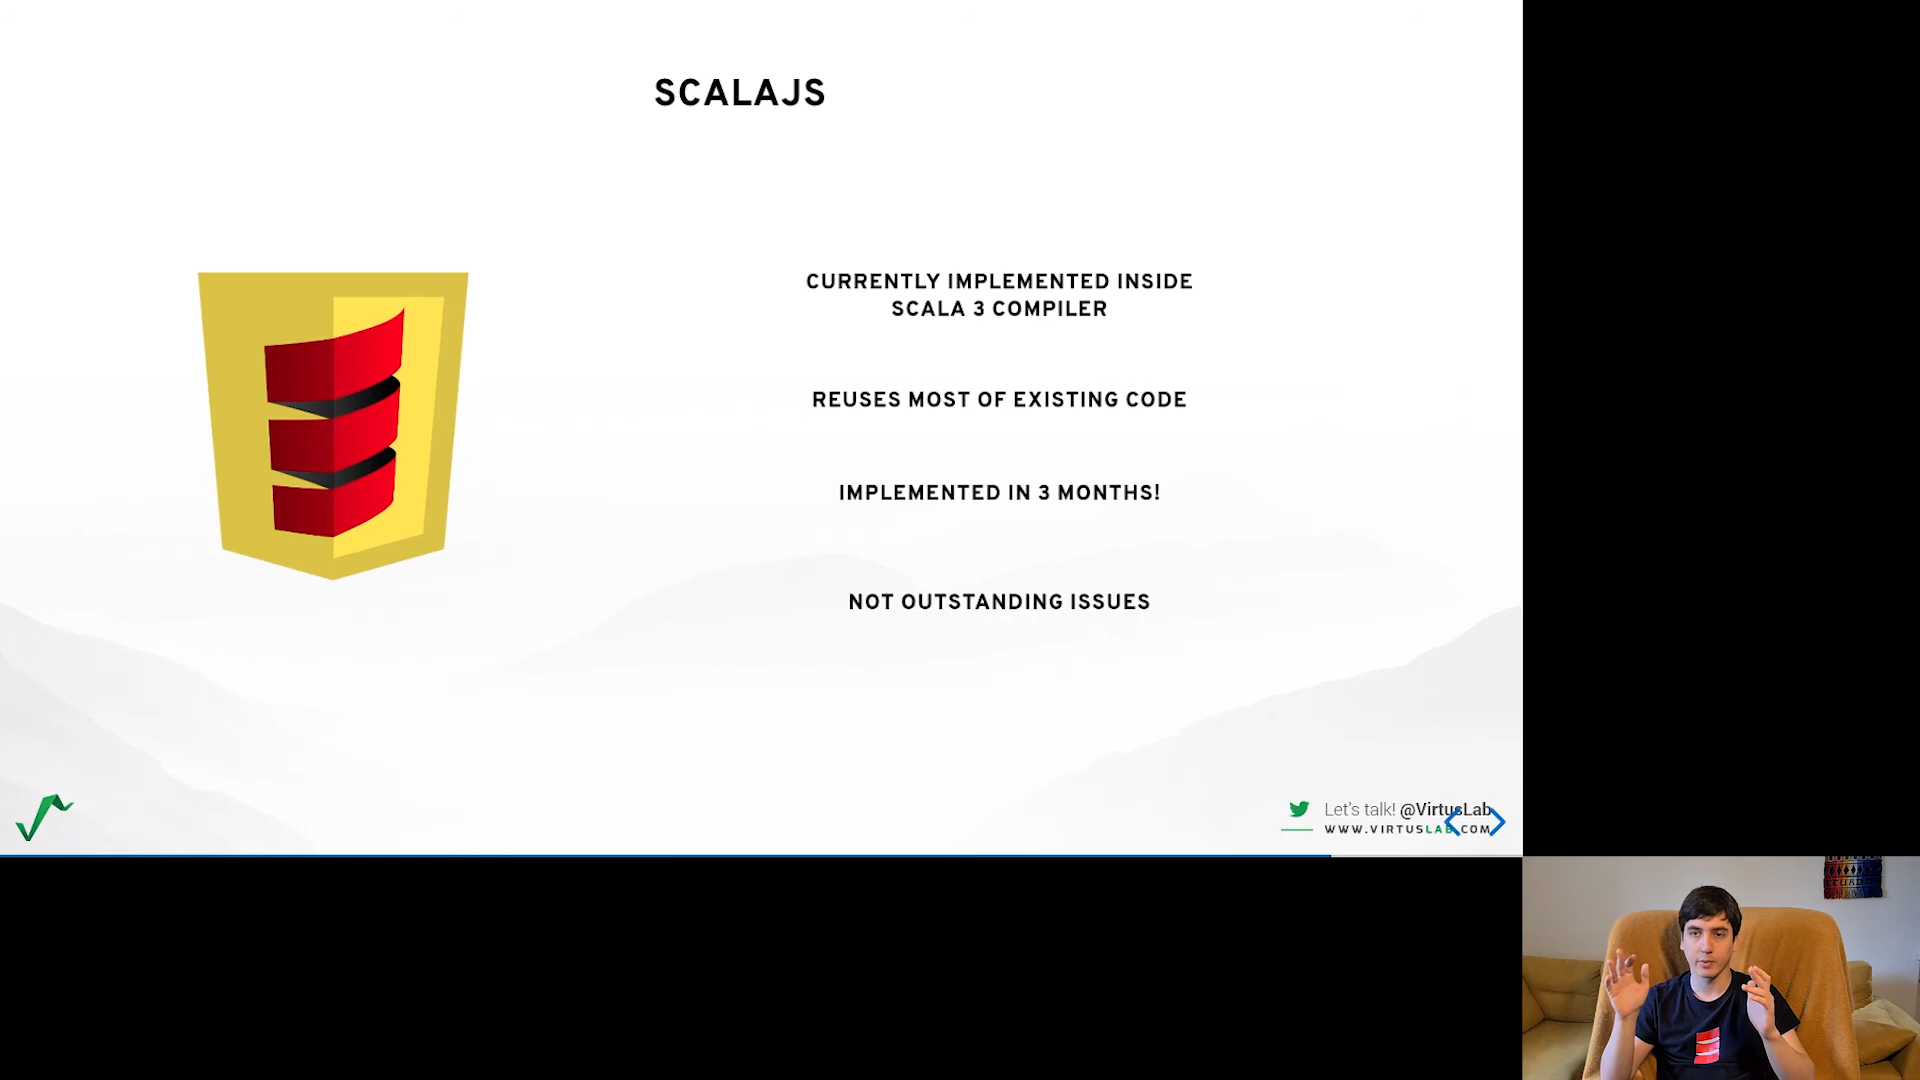 SCALAJS
CURRENTLY IMPLEMENTED INSIDE
SCALA 3 COMPILER
REUSES MOST OF EXISTING CODE
IMPLEMENTED IN 3 MONTHS!
NOT OUTSTANDING ISSUES
Let's talk! @VirtusLab
WWW.VIRTUSLAB.COM